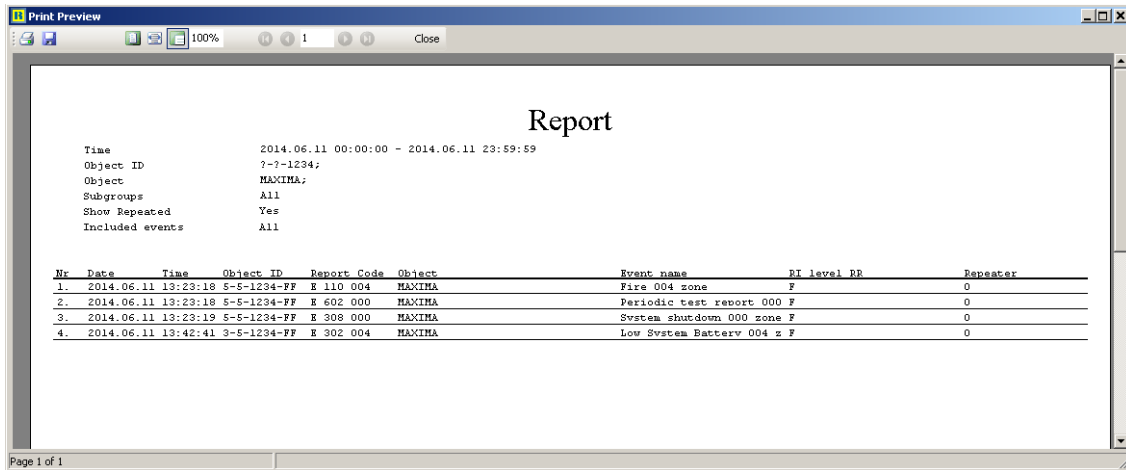 Print Preview
100% 1 Close
Report
Time 2014.06.11 00:00:00 - 2014.06.11 23:59:59
Object ID ?-?-1234;
Object MAXIMA;
Subgroups All
Show Repeated Yes
Included events All
Nr Date Time Object ID Report Code Object Event name RI level RR Repeater
1. 2014.06.11 13:23:18 5-5-1234-FF E 110 004 MAXIMA Fire 004 zone F 0
2. 2014.06.11 13:23:18 5-5-1234-FF E 602 000 MAXIMA Periodic test report 000 F 0
3. 2014.06.11 13:23:19 5-5-1234-FF E 308 000 MAXIMA System shutdown 000 zone F 0
4. 2014.06.11 13:42:41 3-5-1234-FF E 302 004 MAXIMA Low System Battery 004 z F 0
Page 1 of 1